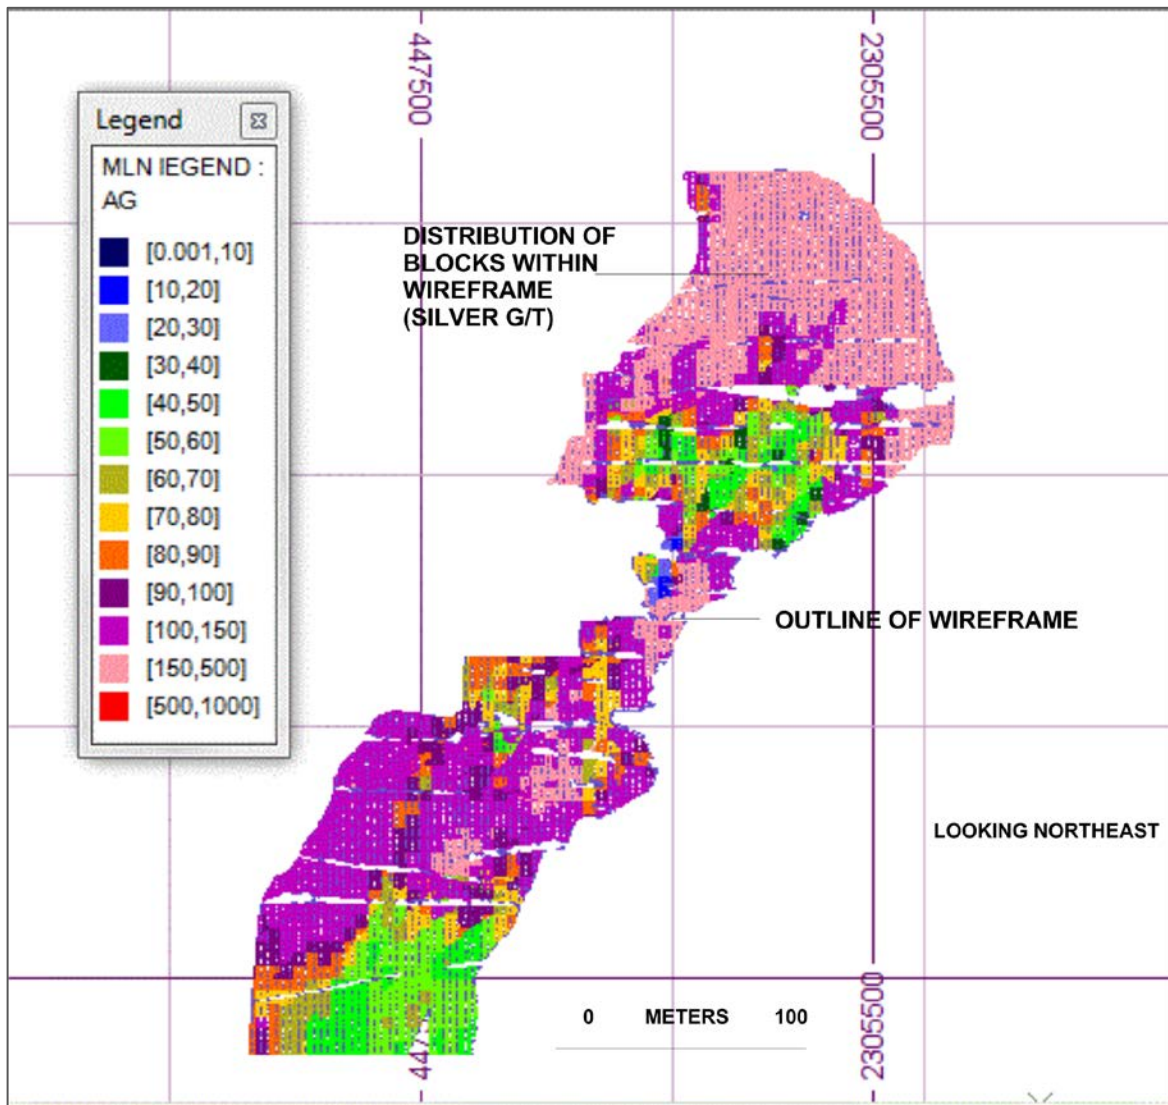 447500
2305500
Legend
MLN lEGEND :
AG
[0.001,10]
[10,20]
[20,30]
[30,40]
[40,50]
[50,60]
[60,70]
[70,80]
[80,90]
[90,100]
[100,150]
[150,500]
[500,1000]
DISTRIBUTION OF
BLOCKS WITHIN
WIREFRAME
(SILVER G/T)
OUTLINE OF WIREFRAME
LOOKING NORTHEAST
0 METERS 100
2305500